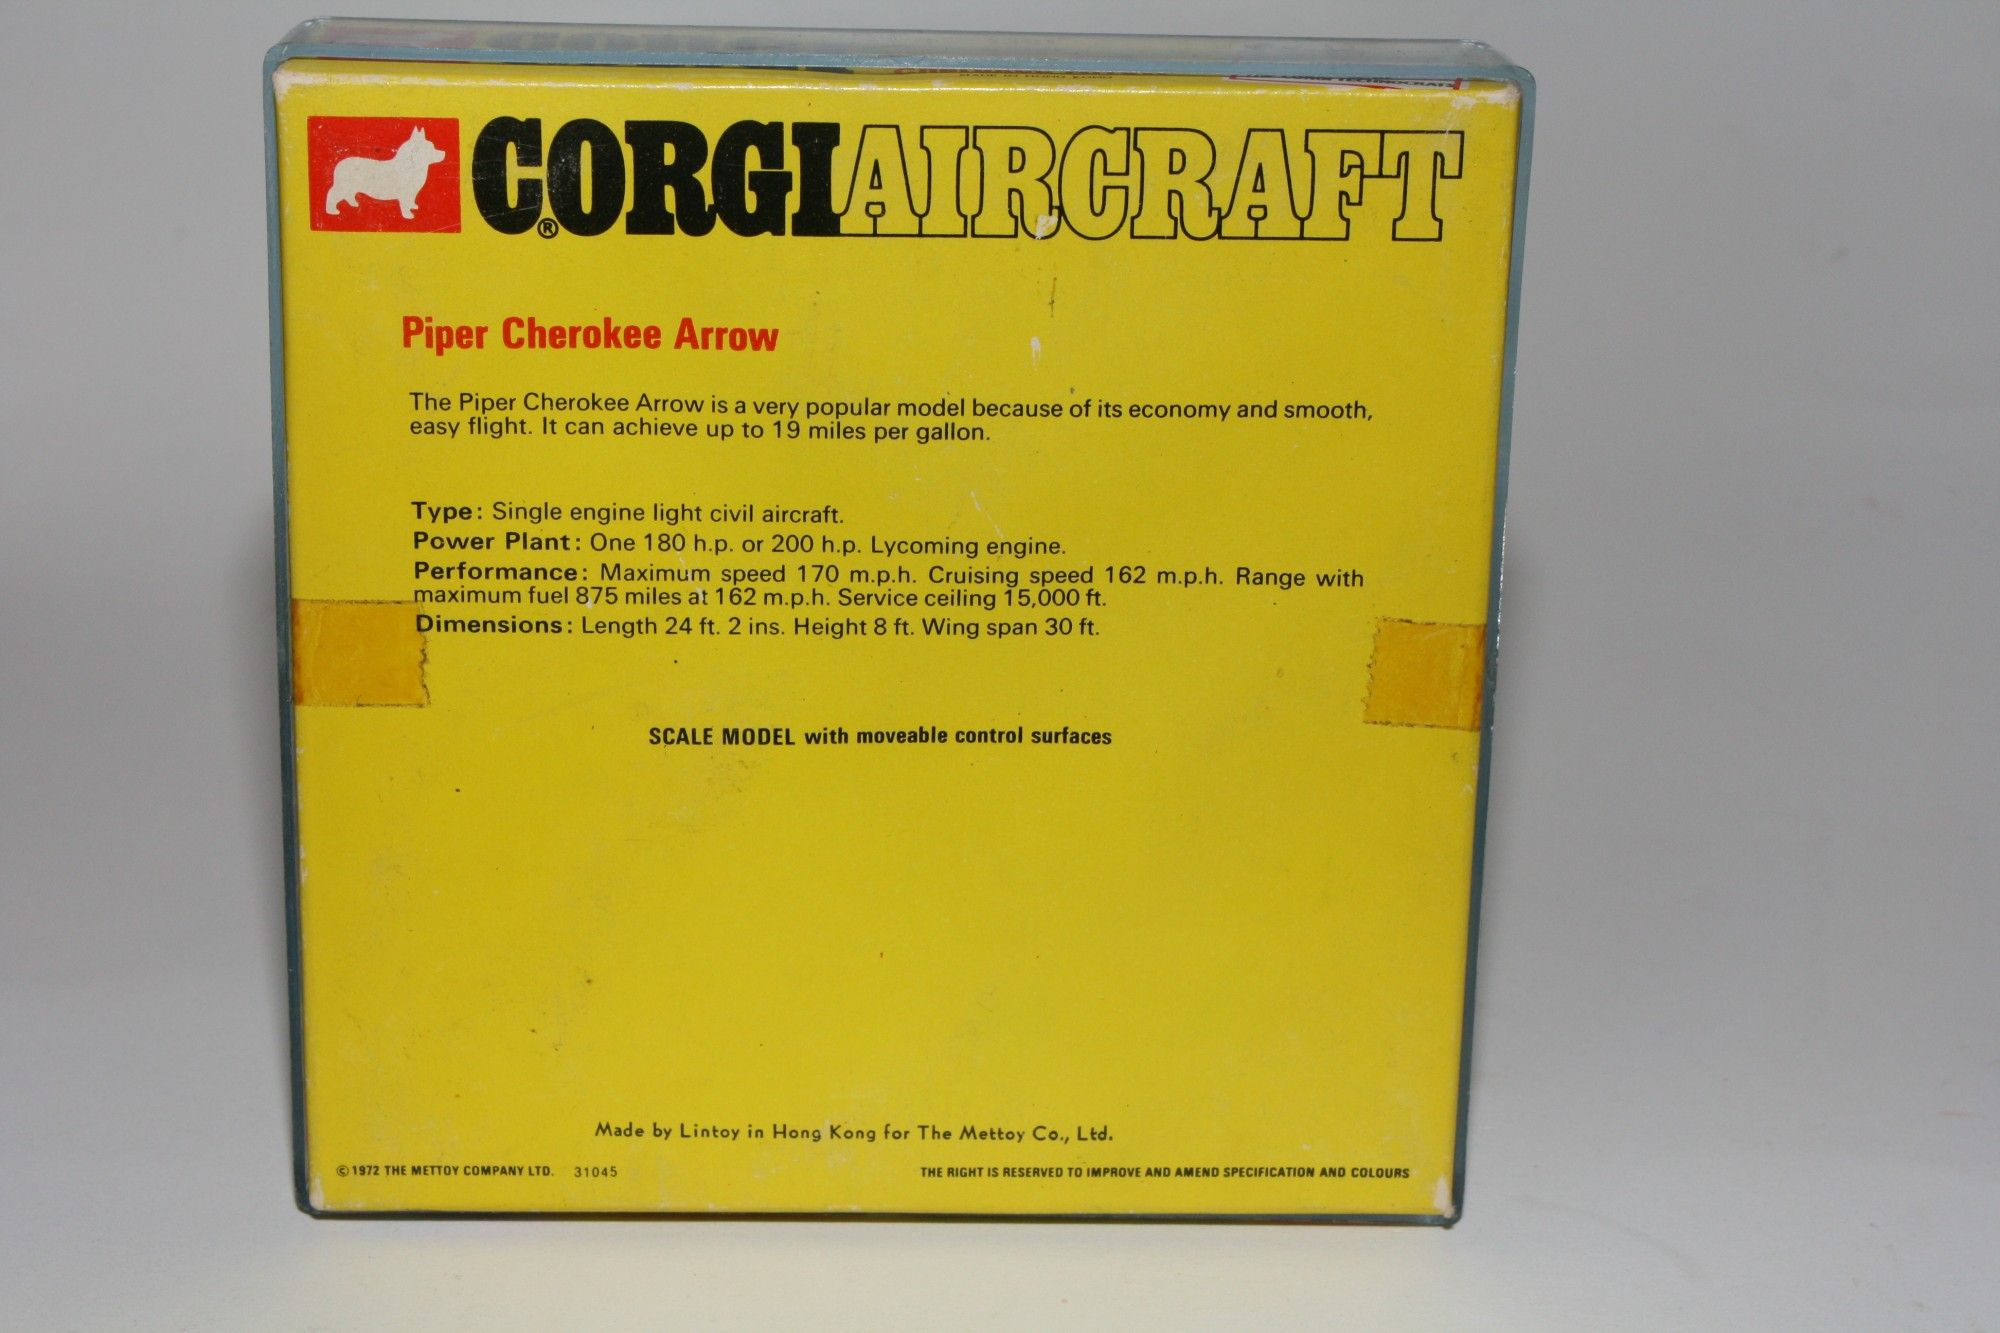 MADE IN HONG KONG
CORGI AIRCRAFT
®
Piper Cherokee Arrow
The Piper Cherokee Arrow is a very popular model because of its economy and smooth,
easy flight. It can achieve up to 19 miles per gallon.
Type: Single engine light civil aircraft.
Power Plant: One 180 h.p. or 200 h.p. Lycoming engine.
Performance: Maximum speed 170 m.p.h. Cruising speed 162 m.p.h. Range with
maximum fuel 875 miles at 162 m.p.h. Service ceiling 15,000 ft.
Dimensions: Length 24 ft. 2 ins. Height 8 ft. Wing span 30 ft.
SCALE MODEL with moveable control surfaces
Made by Lintoy in Hong Kong for The Mettoy Co., Ltd.
© 1972 THE METTOY COMPANY LTD. 31045 THE RIGHT IS RESERVED TO IMPROVE AND AMEND SPECIFICATION AND COLOURS